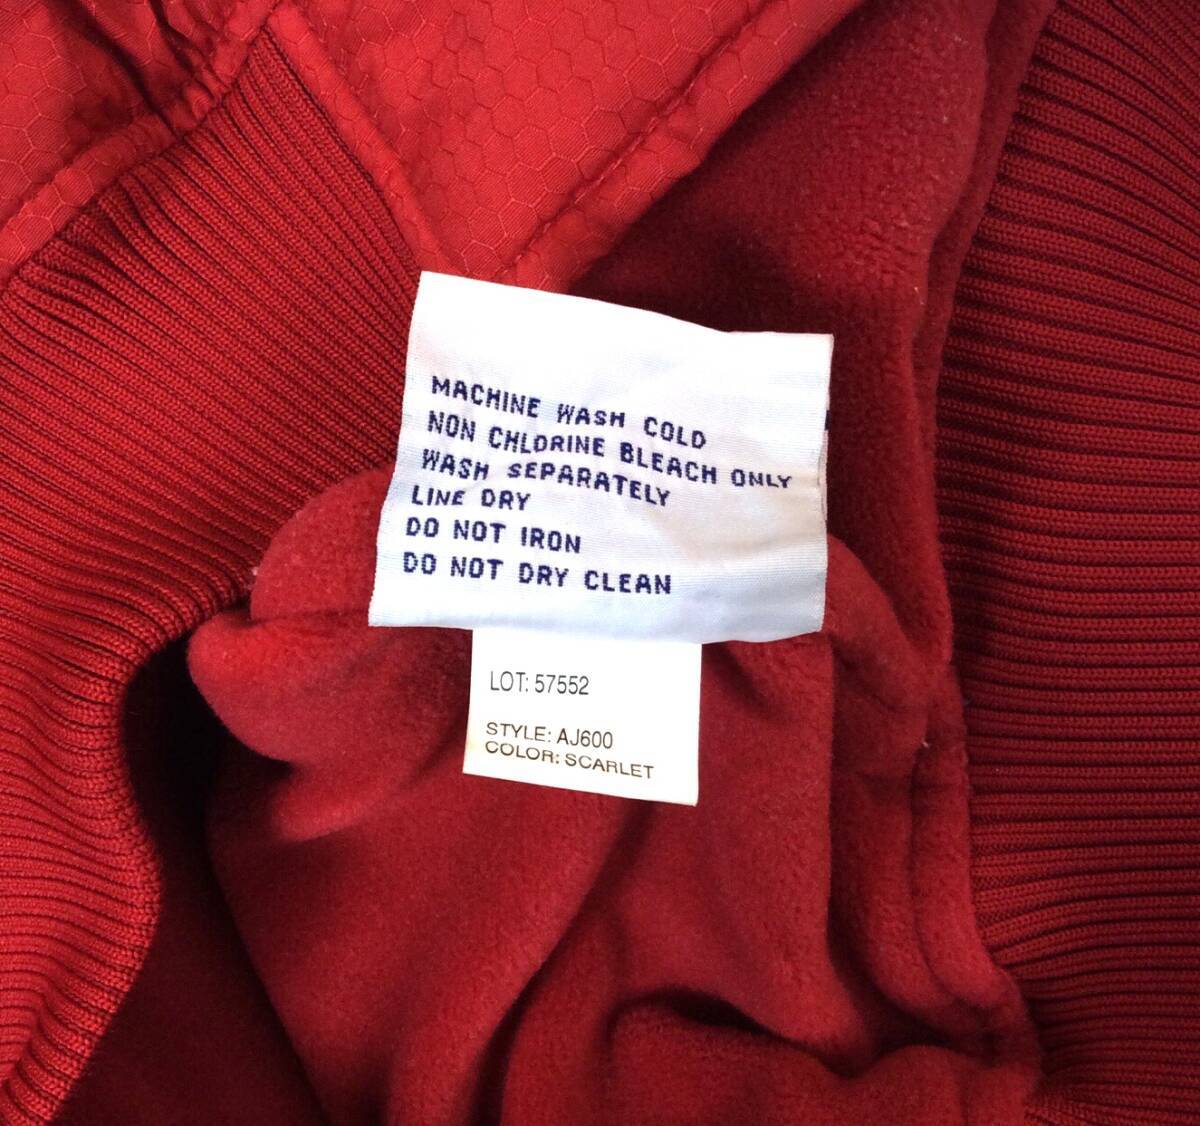 MACHINE WASH COLD
NON CHLORINE BLEACH ONLY
WASH SEPARATELY
LINE DRY
DO NOT IRON
DO NOT DRY CLEAN
LOT: 57552
STYLE: AJ600
COLOR: SCARLET